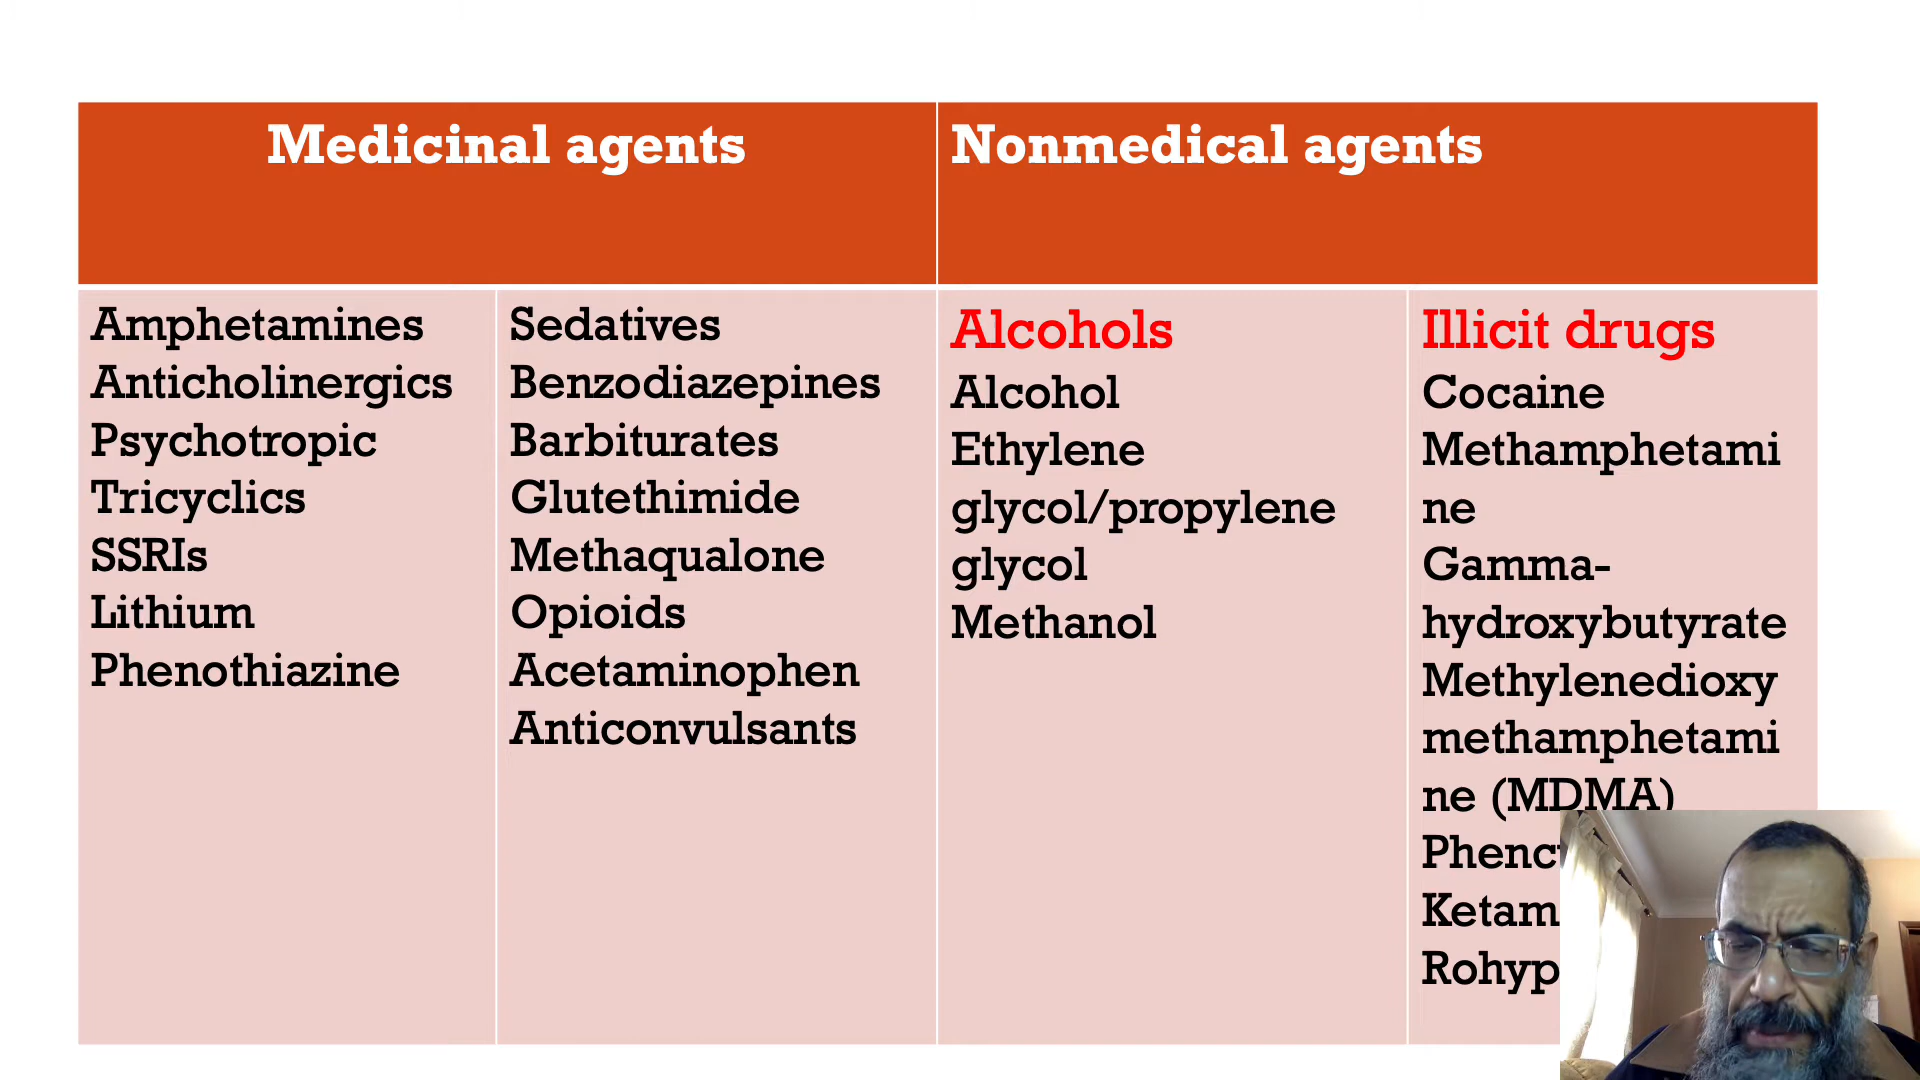 Medicinal agents
Nonmedical agents
Amphetamines
Anticholinergics
Psychotropic
Tricyclics
SSRIs
Lithium
Phenothiazine
Sedatives
Benzodiazepines
Barbiturates
Glutethimide
Methaqualone
Opioids
Acetaminophen
Anticonvulsants
Alcohols
Alcohol
Ethylene
glycol/propylene
glycol
Methanol
Illicit drugs
Cocaine
Methamphetami
ne
Gamma-
hydroxybutyrate
Methylenedioxy
methamphetami
ne (MDMA)